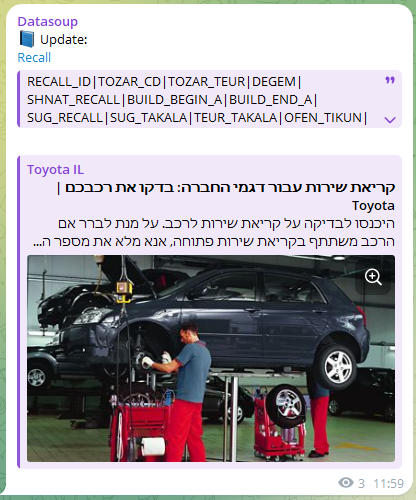 Datasoup
📘 Update:
Recall
RECALL_ID|TOZAR_CD|TOZAR_TEUR|DEGEM|
SHNAT_RECALL|BUILD_BEGIN_A|BUILD_END_A|
SUG_RECALL|SUG_TAKALA|TEUR_TAKALA|OFEN_TIKUN|
Toyota IL
קריאת שירות עבור דגמי החברה: בדקו את רכבכם |
Toyota
היכנסו לבדיקה על קריאת שירות לרכב. על מנת לברר אם
הרכב משתתף בקריאת שירות פתוחה, אנא מלא את מספר ה...
3 11:59